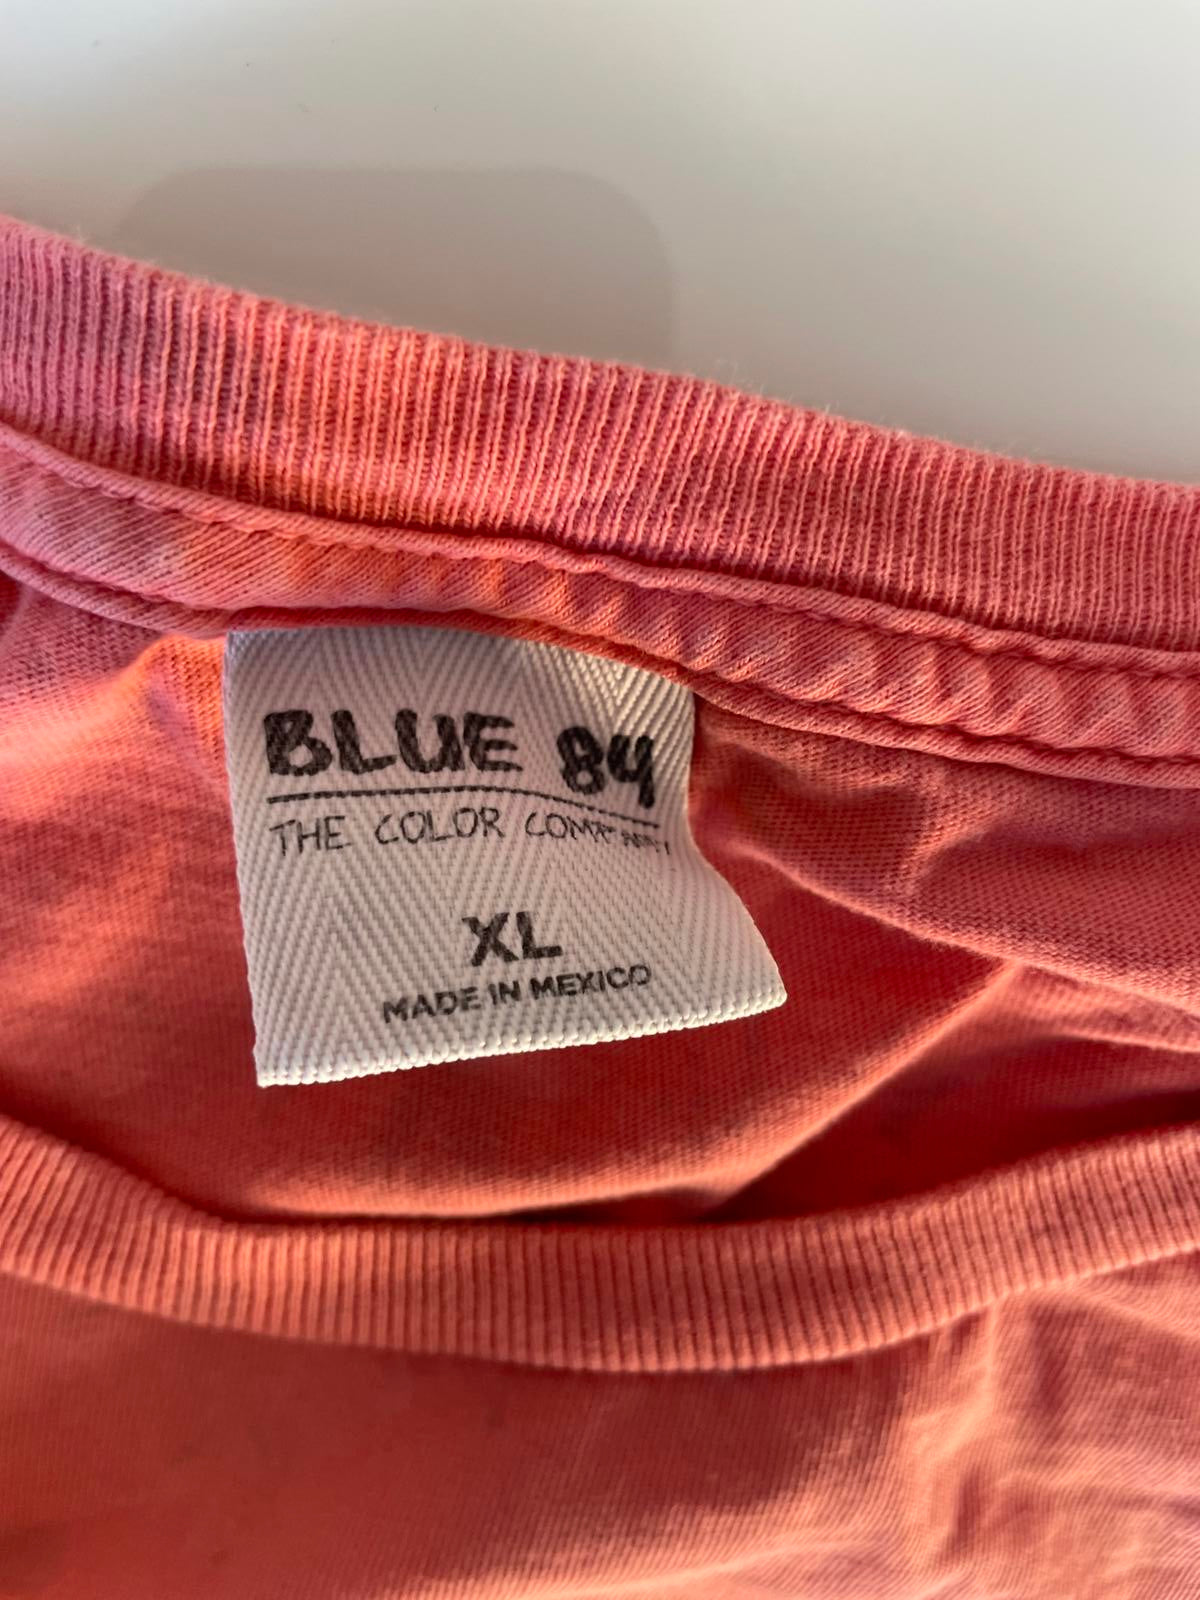 BLUE 84
THE COLOR COMPANY
XL
MADE IN MEXICO